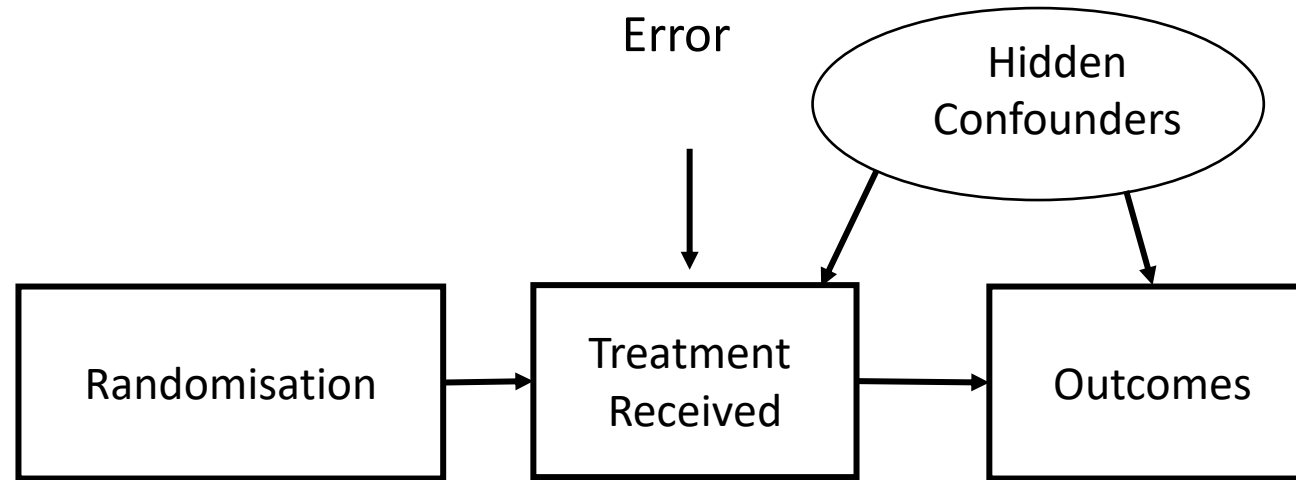 Error
Hidden
Confounders
Randomisation
Treatment
Received
Outcomes